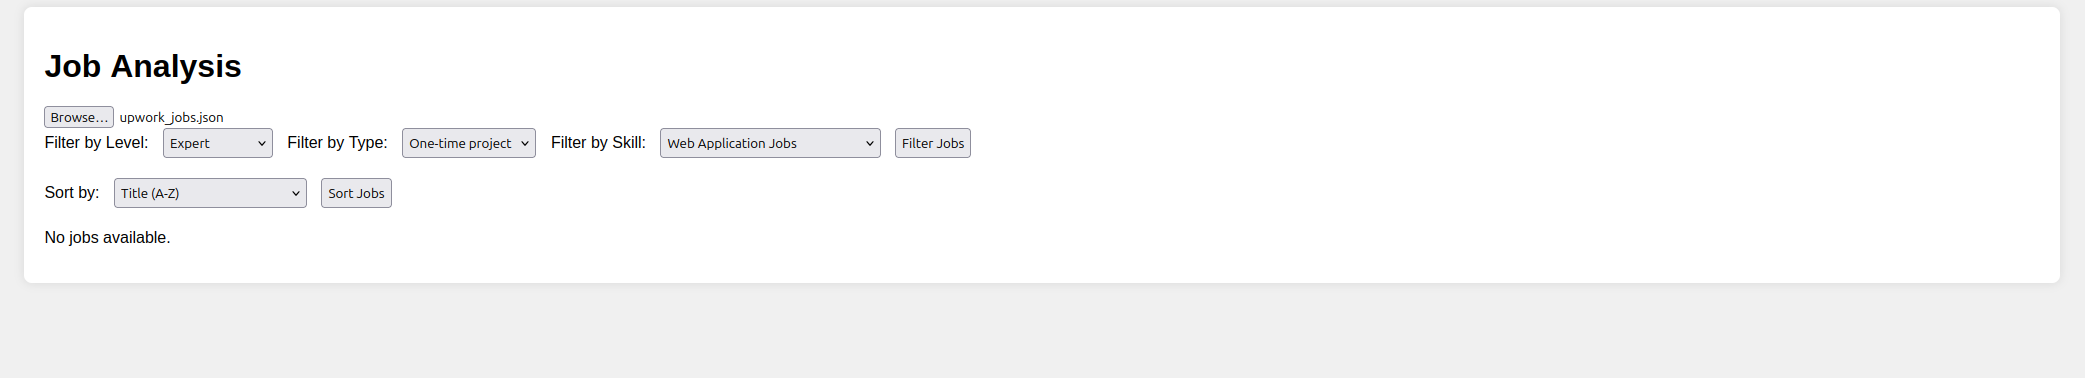 Job Analysis
Browse... upwork_jobs.json
Filter by Level: Expert Filter by Type: One-time project Filter by Skill: Web Application Jobs Filter Jobs
Sort by: Title (A-Z) Sort Jobs
No jobs available.